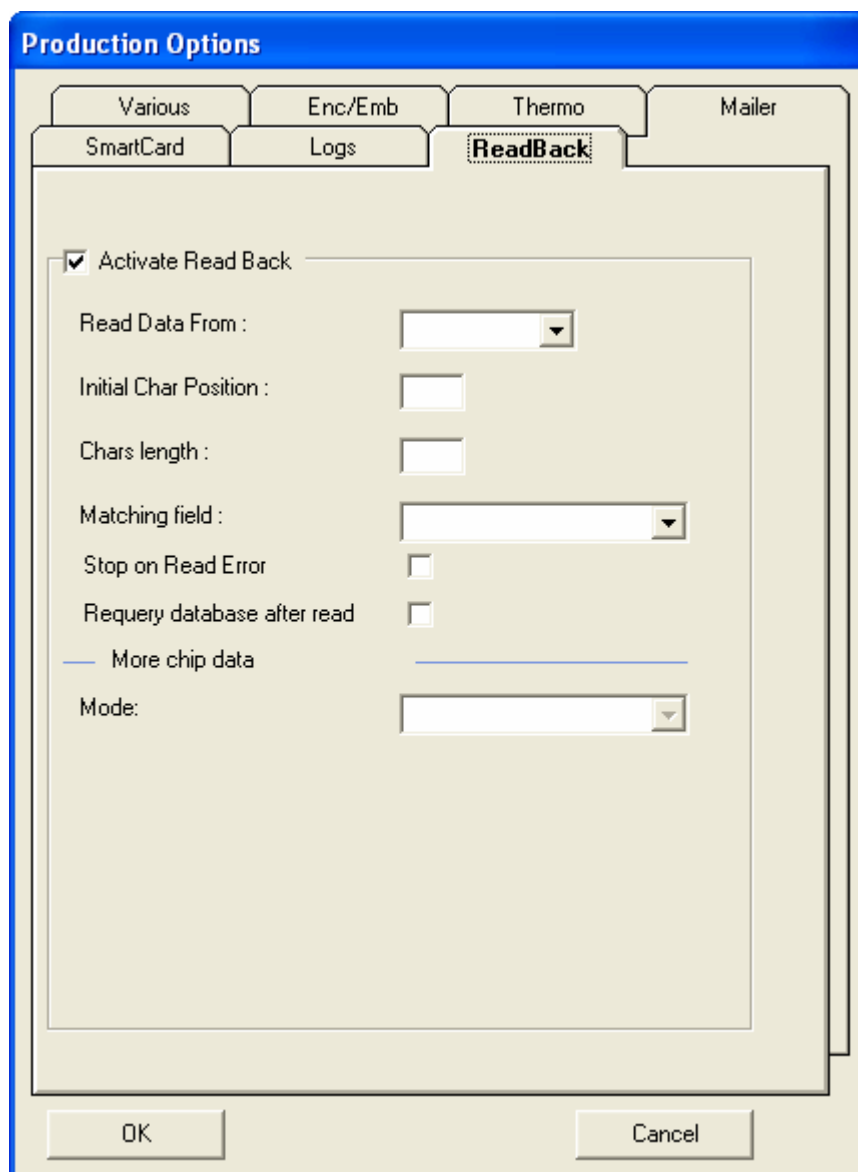 Production Options
Various Enc/Emb Thermo Mailer
SmartCard Logs ReadBack
Activate Read Back
Read Data From :
Initial Char Position :
Chars length :
Matching field :
Stop on Read Error
Requery database after read
More chip data
Mode:
OK Cancel